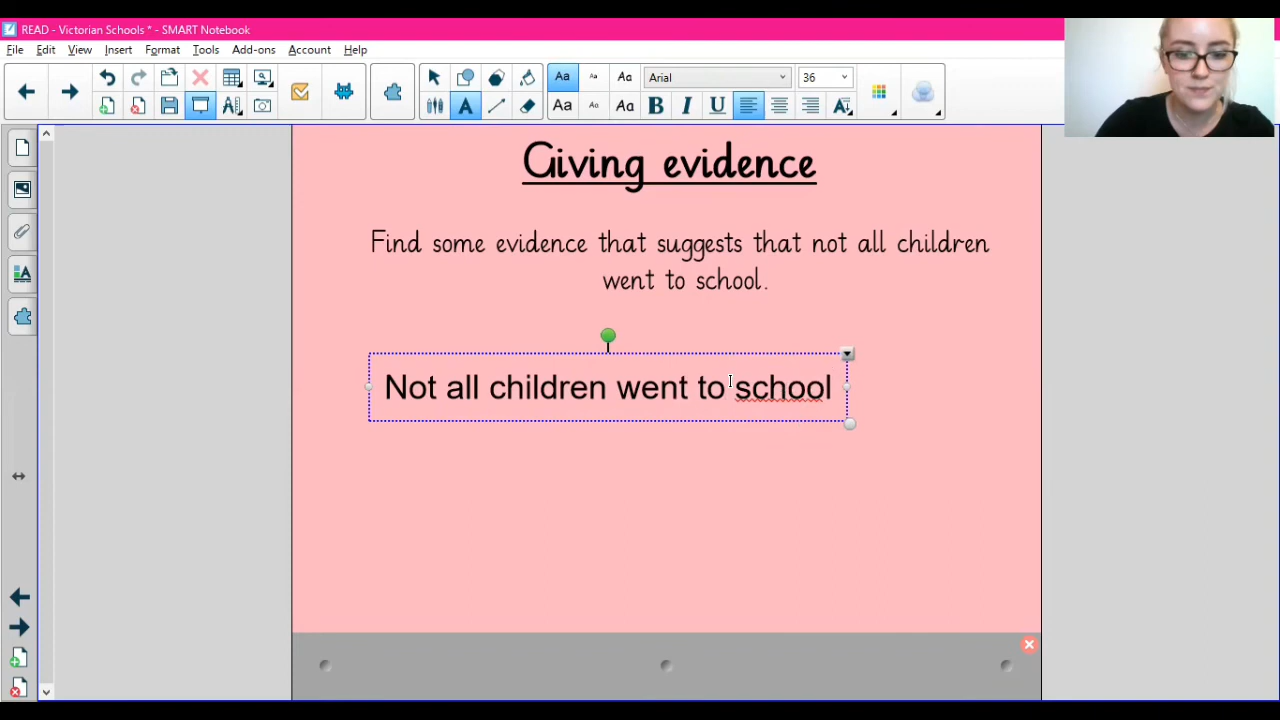 READ - Victorian Schools * - SMART Notebook
File Edit View Insert Format Tools Add-ons Account Help
Aa Aa Aa Arial 36
A Aa Aa Aa B I U A
Giving evidence
Find some evidence that suggests that not all children
went to school.
Not all children went to school